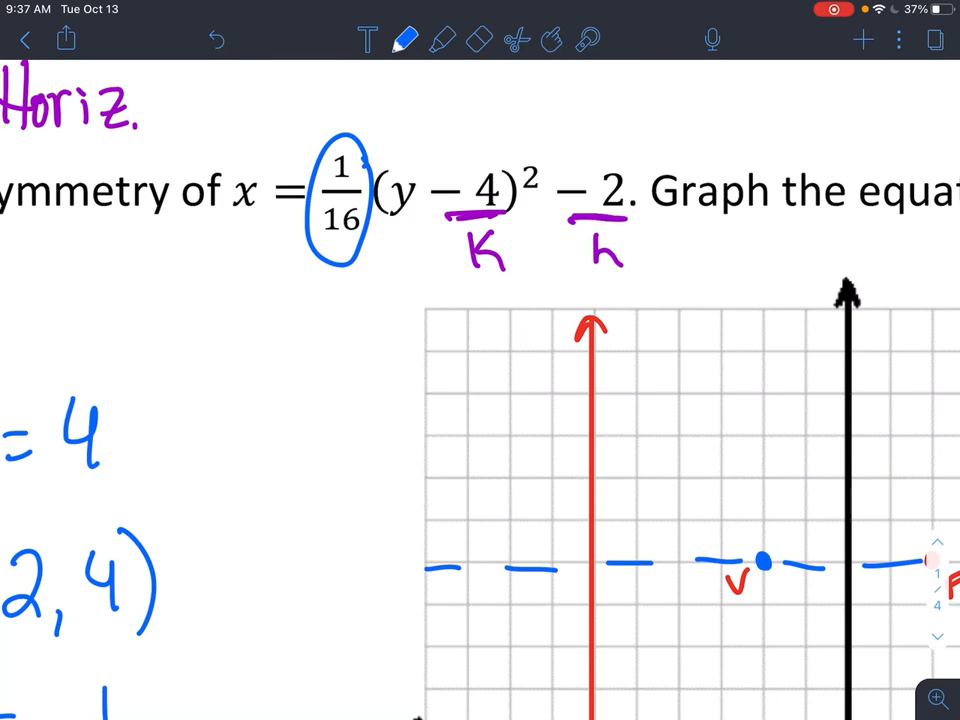 9:37 AM Tue Oct 13
37%
T
Horiz.
ymmetry of x = 1/16 (y − 4)² − 2. Graph the equat
K h
= 4
2, 4)
V
F
1
/
4